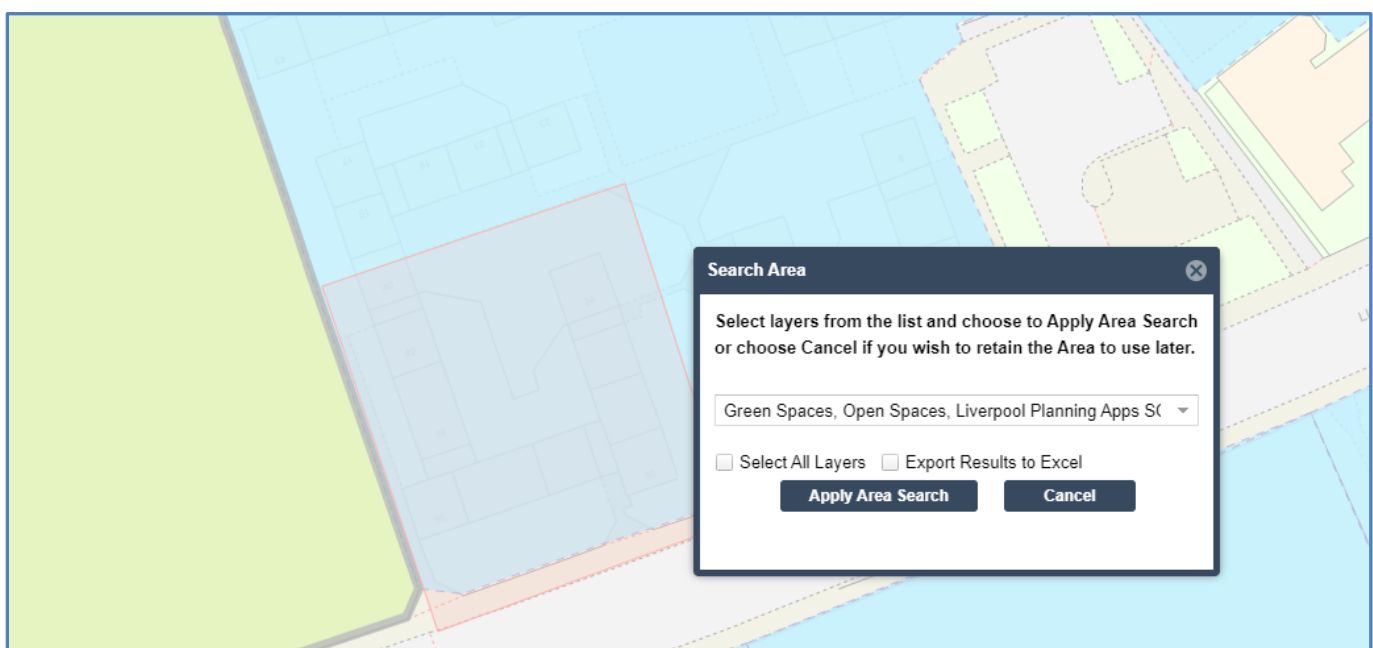 Search Area
Select layers from the list and choose to Apply Area Search
or choose Cancel if you wish to retain the Area to use later.
Green Spaces, Open Spaces, Liverpool Planning Apps S(
Select All Layers
Export Results to Excel
Apply Area Search
Cancel